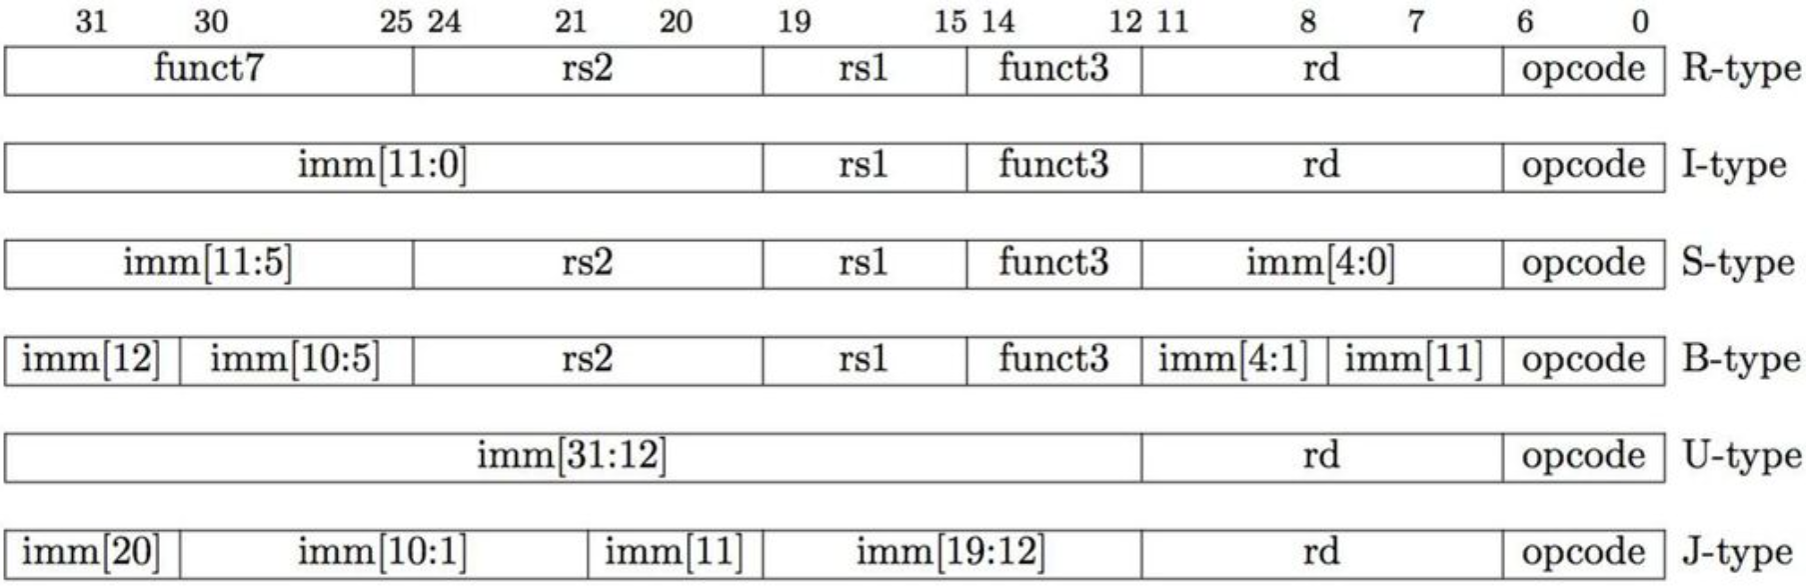 31 30 25 24 21 20 19 15 14 12 11 8 7 6 0
funct7 rs2 rs1 funct3 rd opcode R-type
imm[11:0] rs1 funct3 rd opcode I-type
imm[11:5] rs2 rs1 funct3 imm[4:0] opcode S-type
imm[12] imm[10:5] rs2 rs1 funct3 imm[4:1] imm[11] opcode B-type
imm[31:12] rd opcode U-type
imm[20] imm[10:1] imm[11] imm[19:12] rd opcode J-type